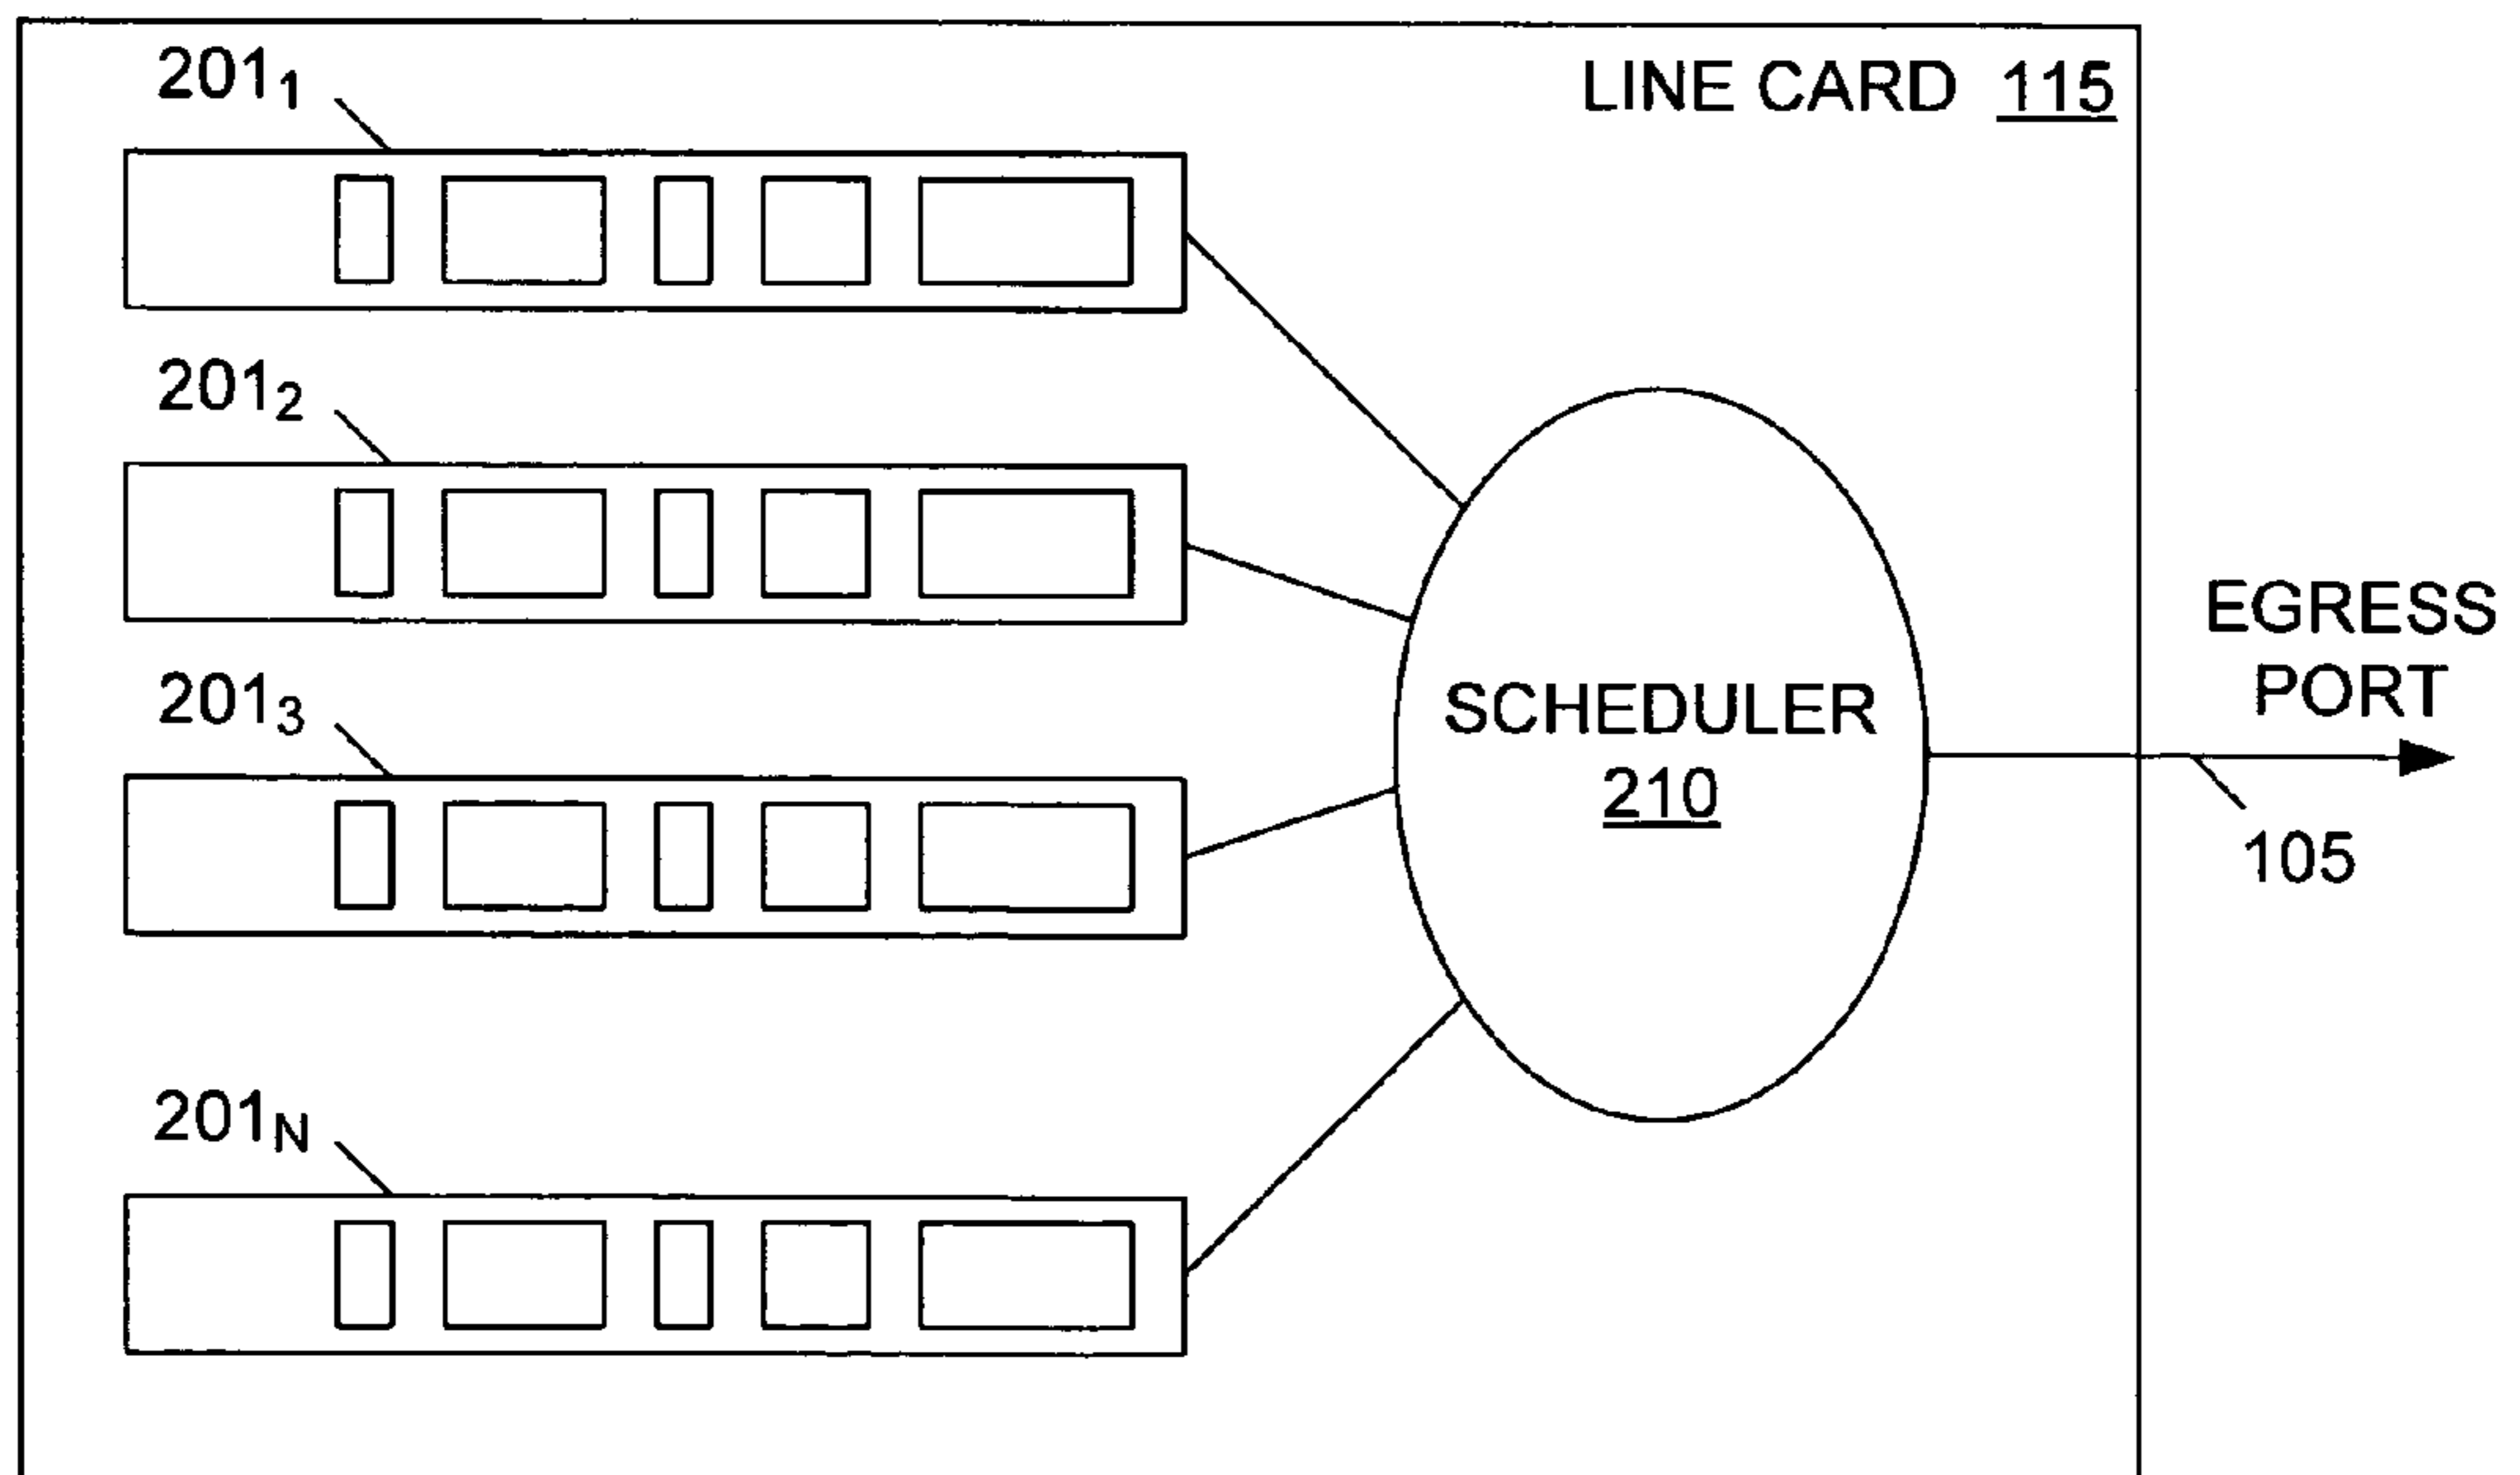 201₁
LINE CARD 115
201₂
EGRESS
PORT
201₃
SCHEDULER
210
105
201N